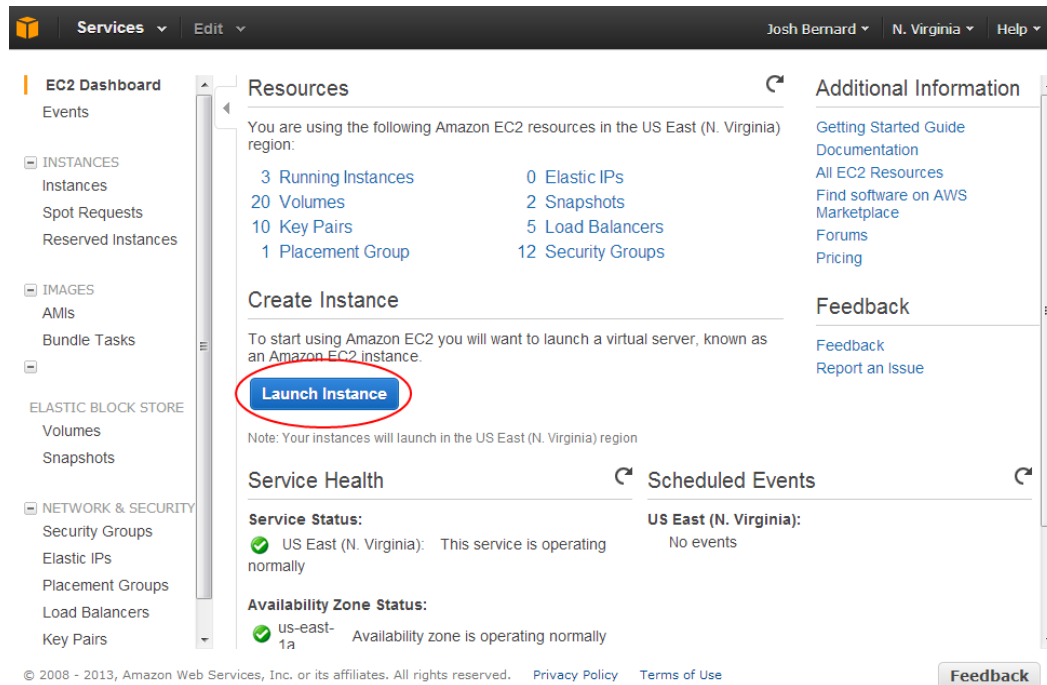 Services Edit Josh Bernard N. Virginia Help
EC2 Dashboard
Events
INSTANCES
Instances
Spot Requests
Reserved Instances
IMAGES
AMIs
Bundle Tasks
ELASTIC BLOCK STORE
Volumes
Snapshots
NETWORK & SECURITY
Security Groups
Elastic IPs
Placement Groups
Load Balancers
Key Pairs
Resources
You are using the following Amazon EC2 resources in the US East (N. Virginia)
region:
3 Running Instances 0 Elastic IPs
20 Volumes 2 Snapshots
10 Key Pairs 5 Load Balancers
1 Placement Group 12 Security Groups
Create Instance
To start using Amazon EC2 you will want to launch a virtual server, known as
an Amazon EC2 instance.
Launch Instance
Note: Your instances will launch in the US East (N. Virginia) region
Service Health
Service Status:
US East (N. Virginia): This service is operating
normally
Availability Zone Status:
us-east-
1a
Availability zone is operating normally
Scheduled Events
US East (N. Virginia):
No events
Additional Information
Getting Started Guide
Documentation
All EC2 Resources
Find software on AWS
Marketplace
Forums
Pricing
Feedback
Feedback
Report an Issue
© 2008 - 2013, Amazon Web Services, Inc. or its affiliates. All rights reserved. Privacy Policy Terms of Use
Feedback